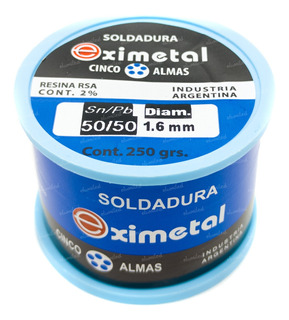 SOLDADURA
eximetal
CINCO ALMAS
RESINA RSA
CONT. 2%
INDUSTRIA
ARGENTINA
Sn/Pb Diam.
50/50 1.6 mm
Cont. 250 grs.
SOLDADURA
eximetal
CINCO ALMAS
INDUSTRIA
ARGENTINA